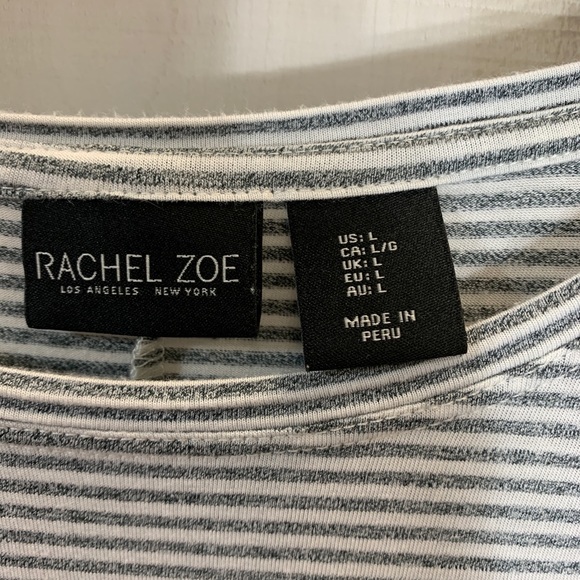 RACHEL ZOE
LOS ANGELES NEW YORK
US: L
CA: L/G
UK: L
EU: L
AU: L
MADE IN
PERU